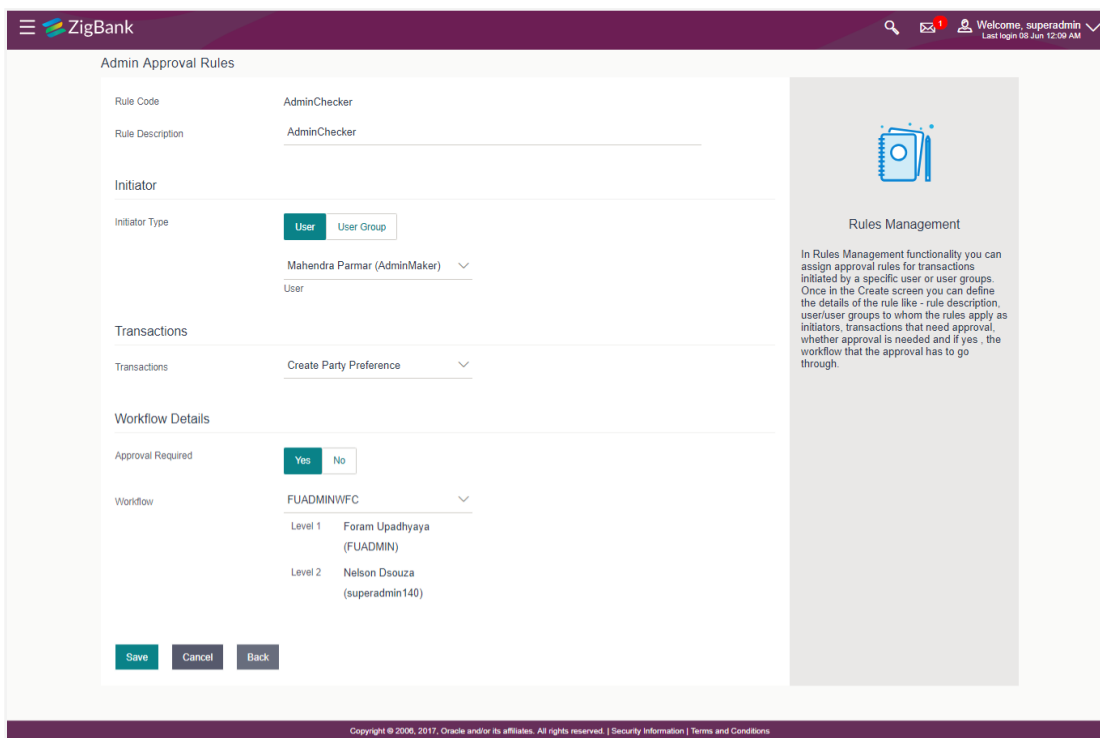 ZigBank
1
Welcome, superadmin
Last login 08 Jun 12:09 AM
Admin Approval Rules
Rule Code AdminChecker
Rule Description AdminChecker
Initiator
Initiator Type User User Group
Mahendra Parmar (AdminMaker)
User
Transactions
Transactions Create Party Preference
Workflow Details
Approval Required Yes No
Workflow FUADMINWFC
Level 1 Foram Upadhyaya
(FUADMIN)
Level 2 Nelson Dsouza
(superadmin140)
Save Cancel Back
Rules Management
In Rules Management functionality you can
assign approval rules for transactions
initiated by a specific user or user groups.
Once in the Create screen you can define
the details of the rule like - rule description,
user/user groups to whom the rules apply as
initiators, transactions that need approval,
whether approval is needed and if yes , the
workflow that the approval has to go
through.
Copyright © 2006, 2017, Oracle and/or its affiliates. All rights reserved. | Security Information | Terms and Conditions